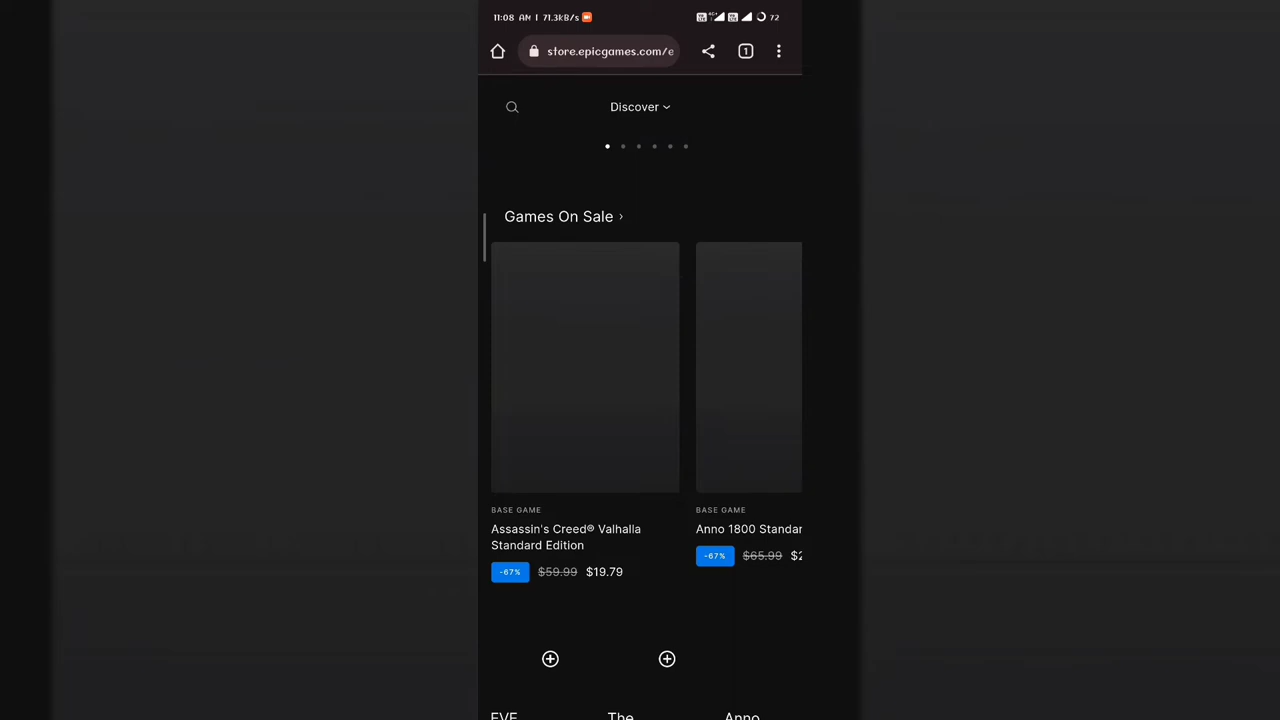 11:08 AM | 71.3kB/s
72
store.epicgames.com/e
1
Discover
Games On Sale
BASE GAME
Assassin's Creed® Valhalla
Standard Edition
-67% $59.99 $19.79
BASE GAME
Anno 1800 Standar
-67% $65.99 $2
EVE
The
Anno